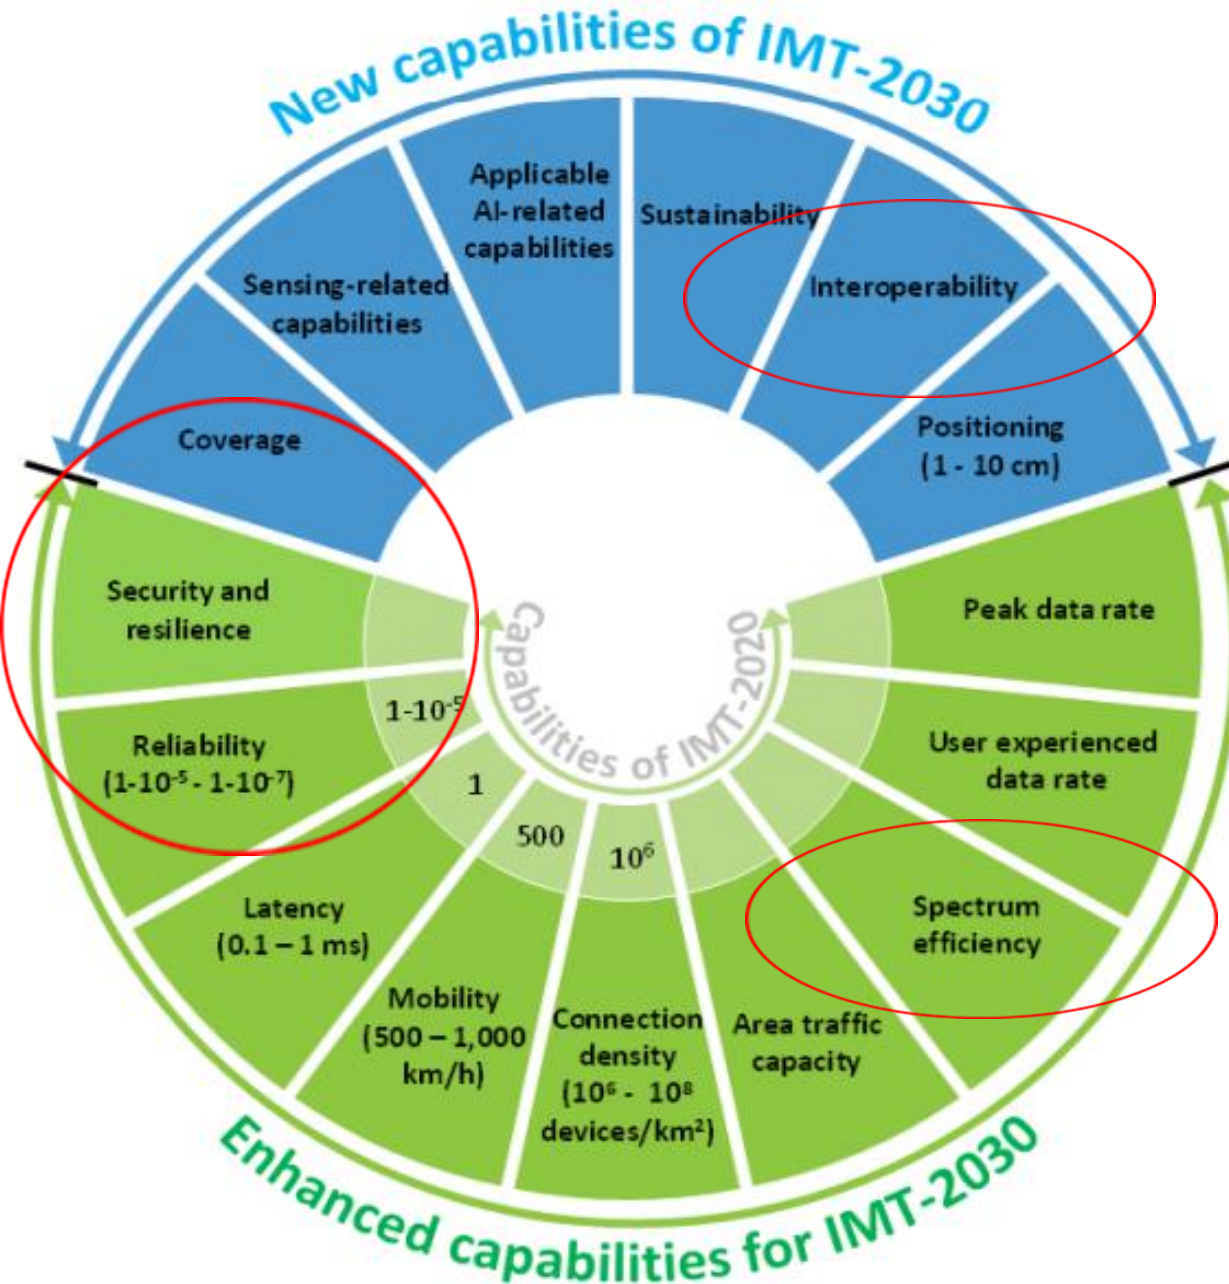 New capabilities of IMT-2030
Applicable
AI-related
capabilities
Sustainability
Sensing-related
capabilities
Interoperability
Coverage
Positioning
(1 - 10 cm)
Security and
resilience
Peak data rate
Capabilities of IMT-2020
Reliability
(1-10⁻⁵ - 1-10⁻⁷)
1-10⁻⁵
User experienced
data rate
1
500
10⁶
Latency
(0.1 – 1 ms)
Spectrum
efficiency
Mobility
(500 – 1,000
km/h)
Connection
density
(10⁶ - 10⁸
devices/km²)
Area traffic
capacity
Enhanced capabilities for IMT-2030